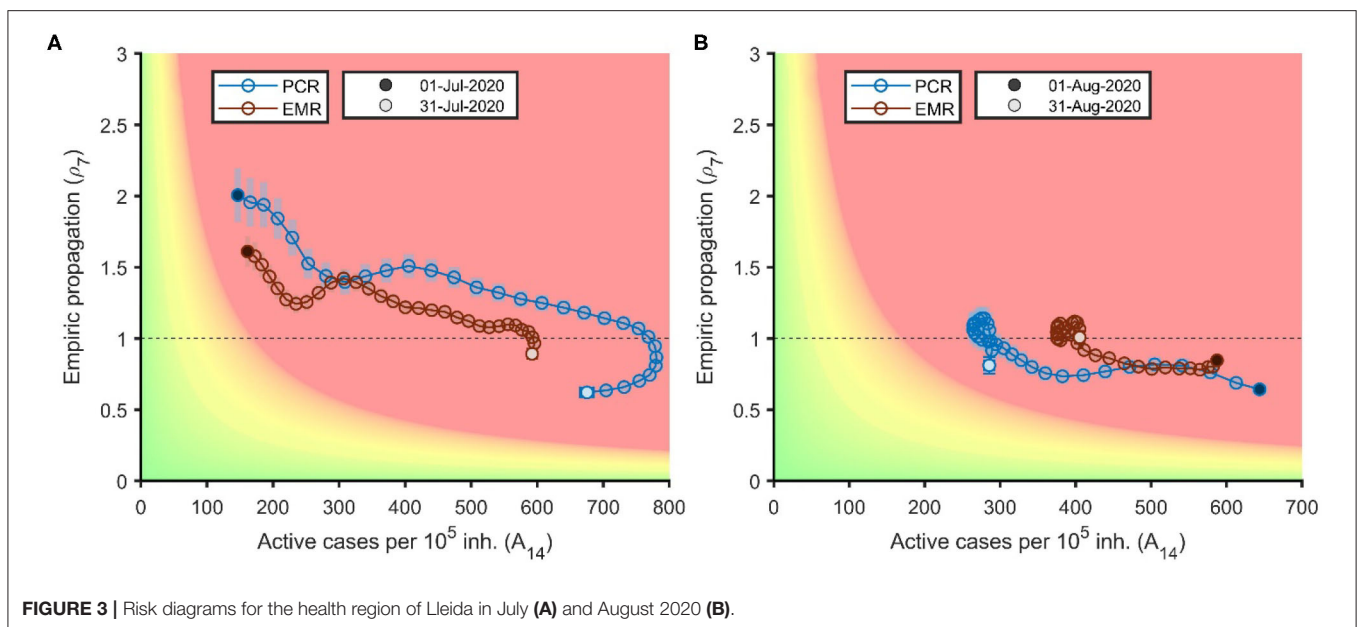 A
B
3
2.5
2
1.5
1
0.5
0
PCR
EMR
01-Jul-2020
31-Jul-2020
Empiric propagation (ρ7)
0 100 200 300 400 500 600 700 800
Active cases per 10^5 inh. (A14)
3
2.5
2
1.5
1
0.5
0
PCR
EMR
01-Aug-2020
31-Aug-2020
Empiric propagation (ρ7)
0 100 200 300 400 500 600 700
Active cases per 10^5 inh. (A14)
FIGURE 3 | Risk diagrams for the health region of Lleida in July (A) and August 2020 (B).